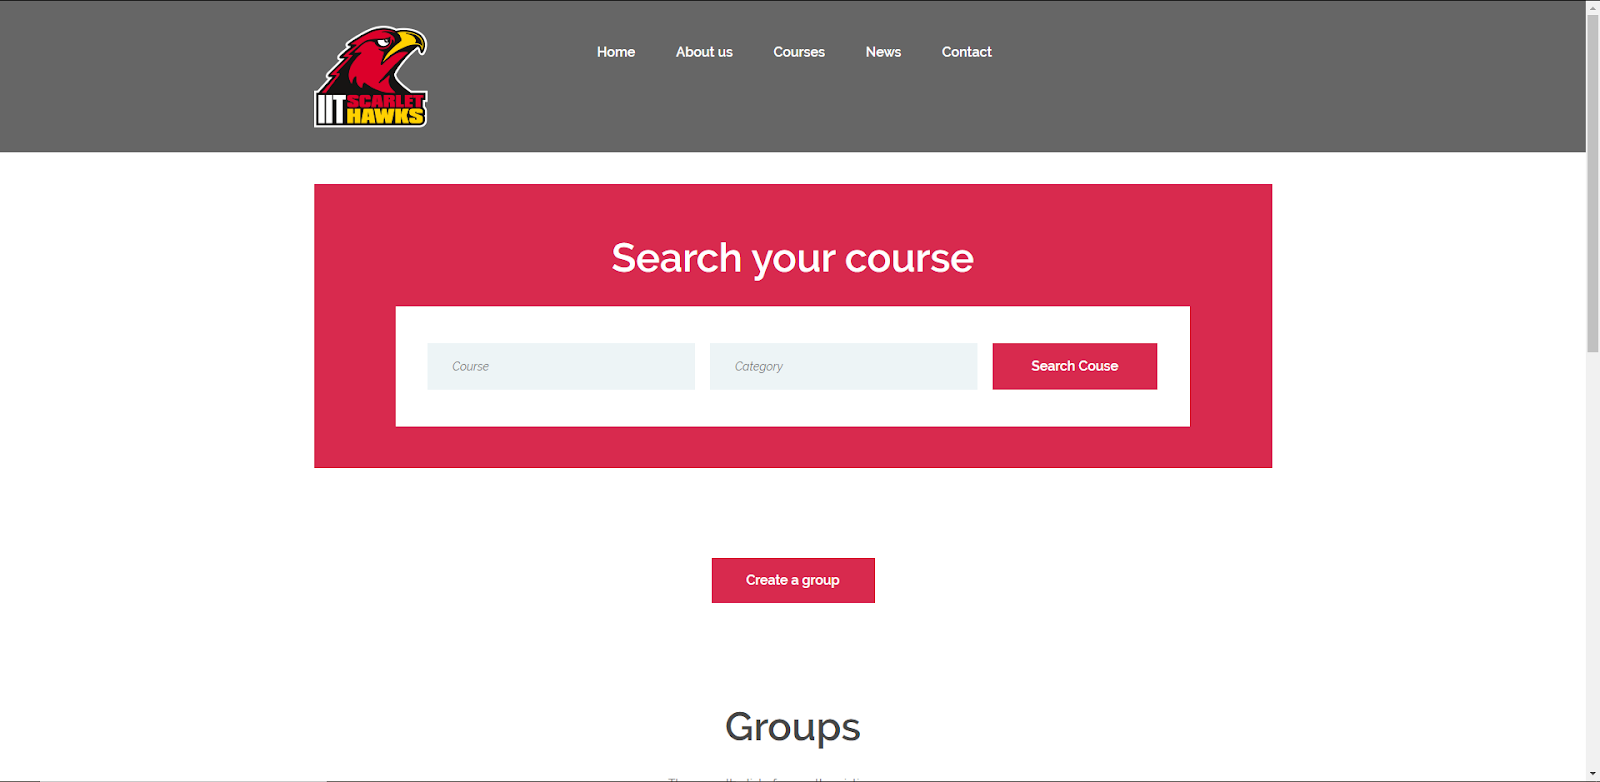 Home About us Courses News Contact
IIT SCARLET
HAWKS
Search your course
Course Category Search Couse
Create a group
Groups